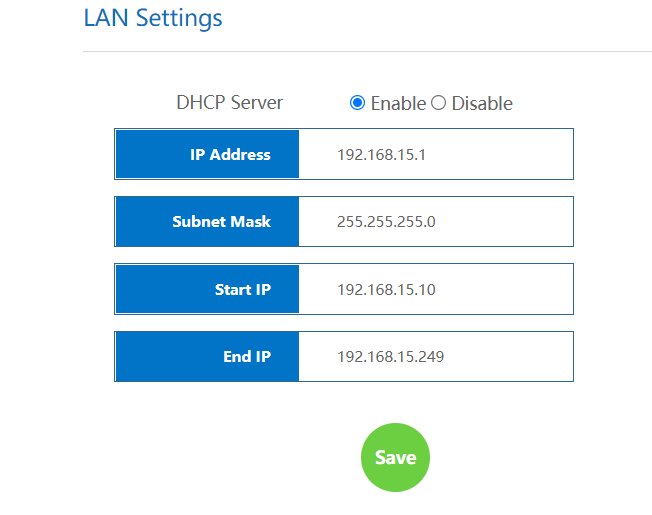 LAN Settings
DHCP Server Enable Disable
IP Address 192.168.15.1
Subnet Mask 255.255.255.0
Start IP 192.168.15.10
End IP 192.168.15.249
Save